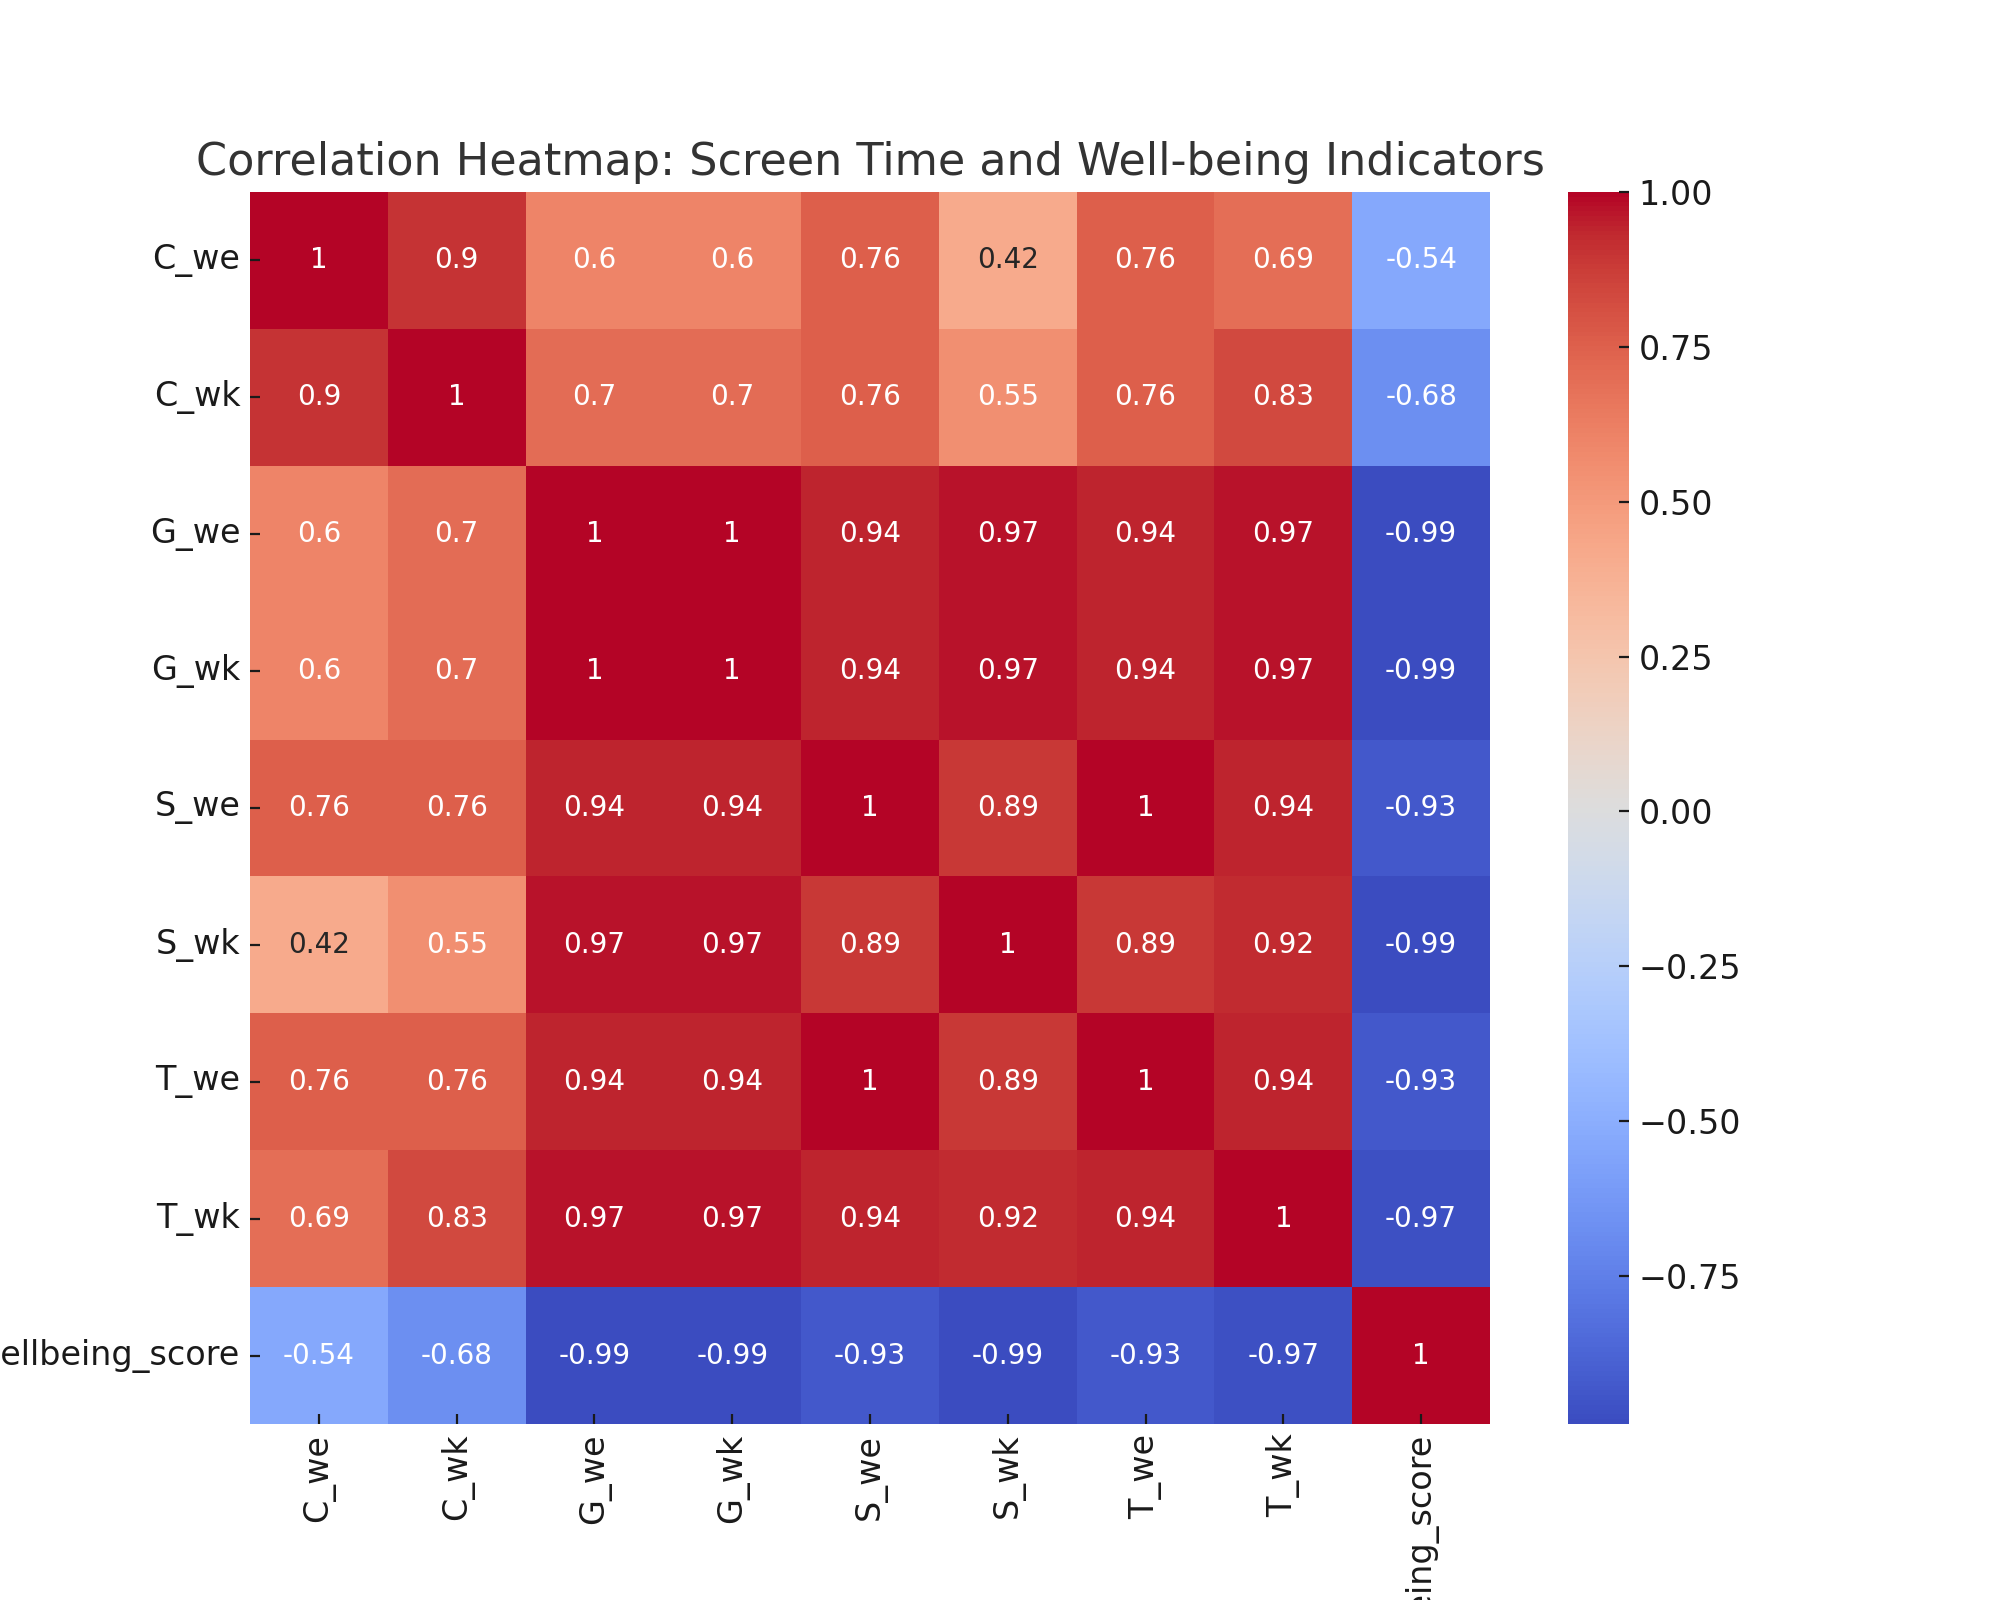 Correlation Heatmap: Screen Time and Well-being Indicators
C_we 1 0.9 0.6 0.6 0.76 0.42 0.76 0.69 -0.54
C_wk 0.9 1 0.7 0.7 0.76 0.55 0.76 0.83 -0.68
G_we 0.6 0.7 1 1 0.94 0.97 0.94 0.97 -0.99
G_wk 0.6 0.7 1 1 0.94 0.97 0.94 0.97 -0.99
S_we 0.76 0.76 0.94 0.94 1 0.89 1 0.94 -0.93
S_wk 0.42 0.55 0.97 0.97 0.89 1 0.89 0.92 -0.99
T_we 0.76 0.76 0.94 0.94 1 0.89 1 0.94 -0.93
T_wk 0.69 0.83 0.97 0.97 0.94 0.92 0.94 1 -0.97
ellbeing_score -0.54 -0.68 -0.99 -0.99 -0.93 -0.99 -0.93 -0.97 1
C_we C_wk G_we G_wk S_we S_wk T_we T_wk eing_score
1.00
0.75
0.50
0.25
0.00
−0.25
−0.50
−0.75